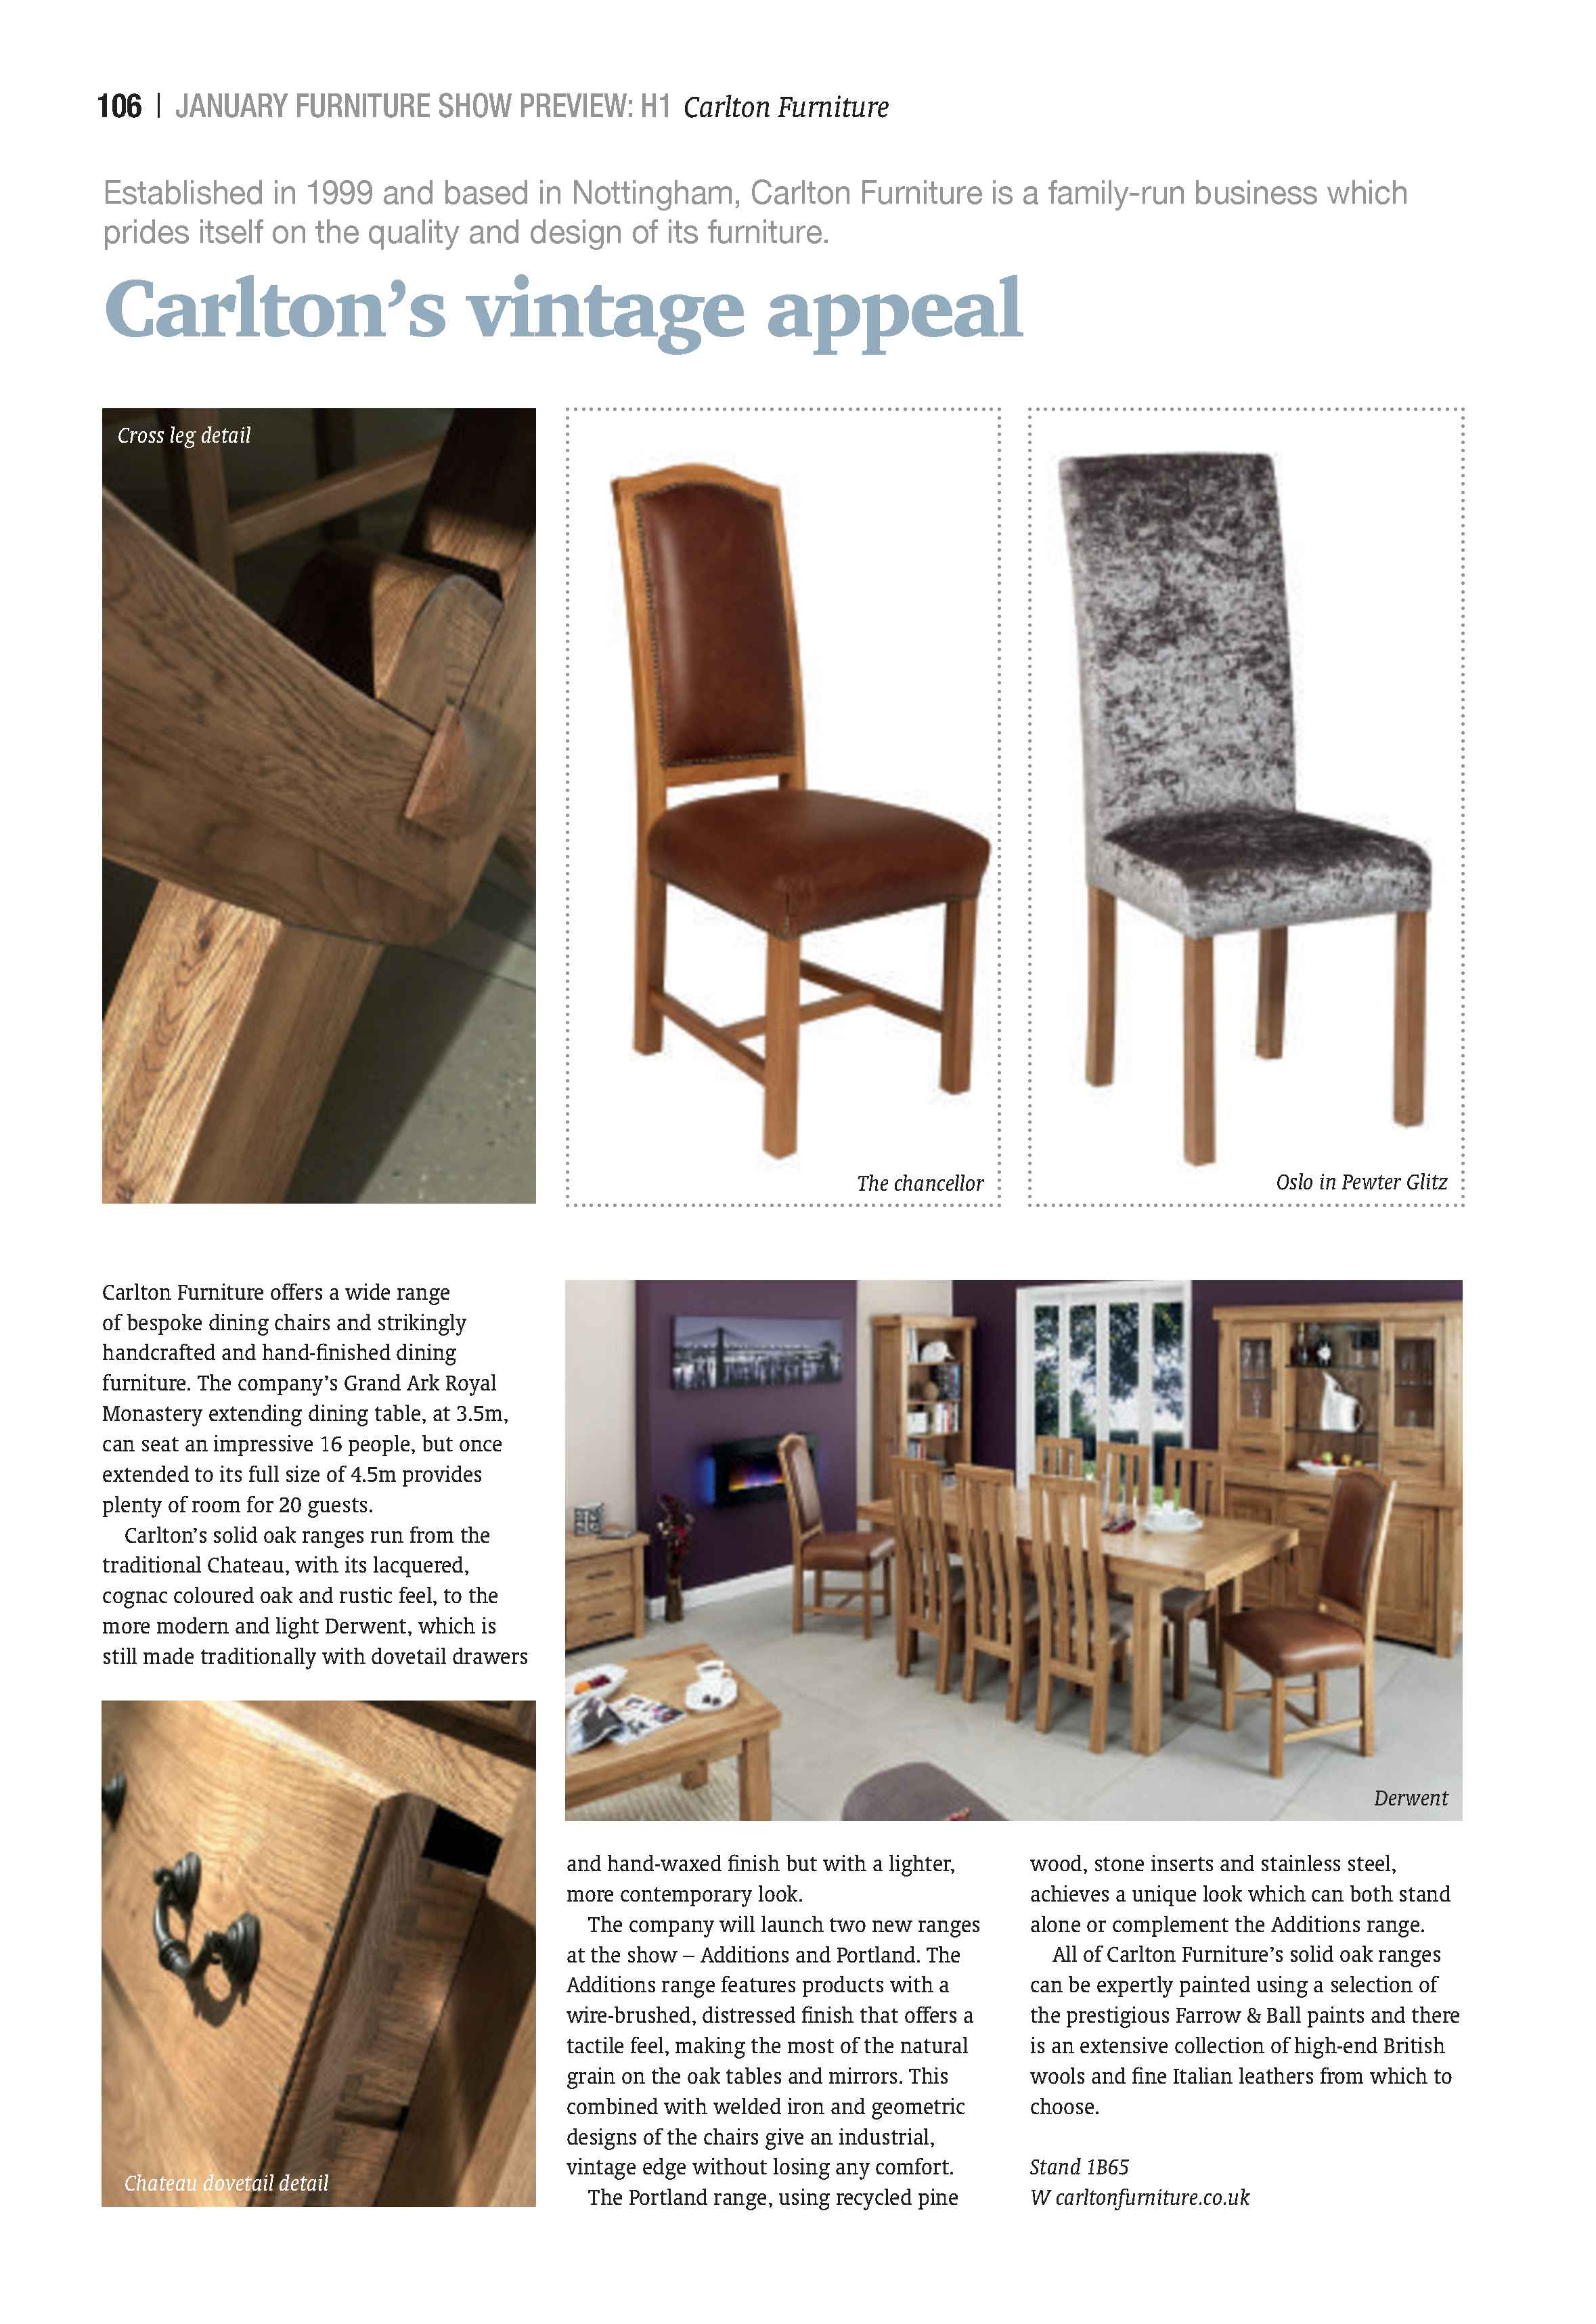 106 | JANUARY FURNITURE SHOW PREVIEW: H1 Carlton Furniture
Established in 1999 and based in Nottingham, Carlton Furniture is a family-run business which
prides itself on the quality and design of its furniture.
Carlton’s vintage appeal
Cross leg detail
The chancellor
Oslo in Pewter Glitz
Carlton Furniture offers a wide range
of bespoke dining chairs and strikingly
handcrafted and hand-finished dining
furniture. The company’s Grand Ark Royal
Monastery extending dining table, at 3.5m,
can seat an impressive 16 people, but once
extended to its full size of 4.5m provides
plenty of room for 20 guests.
Carlton’s solid oak ranges run from the
traditional Chateau, with its lacquered,
cognac coloured oak and rustic feel, to the
more modern and light Derwent, which is
still made traditionally with dovetail drawers
Chateau dovetail detail
Derwent
and hand-waxed finish but with a lighter,
more contemporary look.
The company will launch two new ranges
at the show – Additions and Portland. The
Additions range features products with a
wire-brushed, distressed finish that offers a
tactile feel, making the most of the natural
grain on the oak tables and mirrors. This
combined with welded iron and geometric
designs of the chairs give an industrial,
vintage edge without losing any comfort.
The Portland range, using recycled pine
wood, stone inserts and stainless steel,
achieves a unique look which can both stand
alone or complement the Additions range.
All of Carlton Furniture’s solid oak ranges
can be expertly painted using a selection of
the prestigious Farrow & Ball paints and there
is an extensive collection of high-end British
wools and fine Italian leathers from which to
choose.
Stand 1B65
W carltonfurniture.co.uk